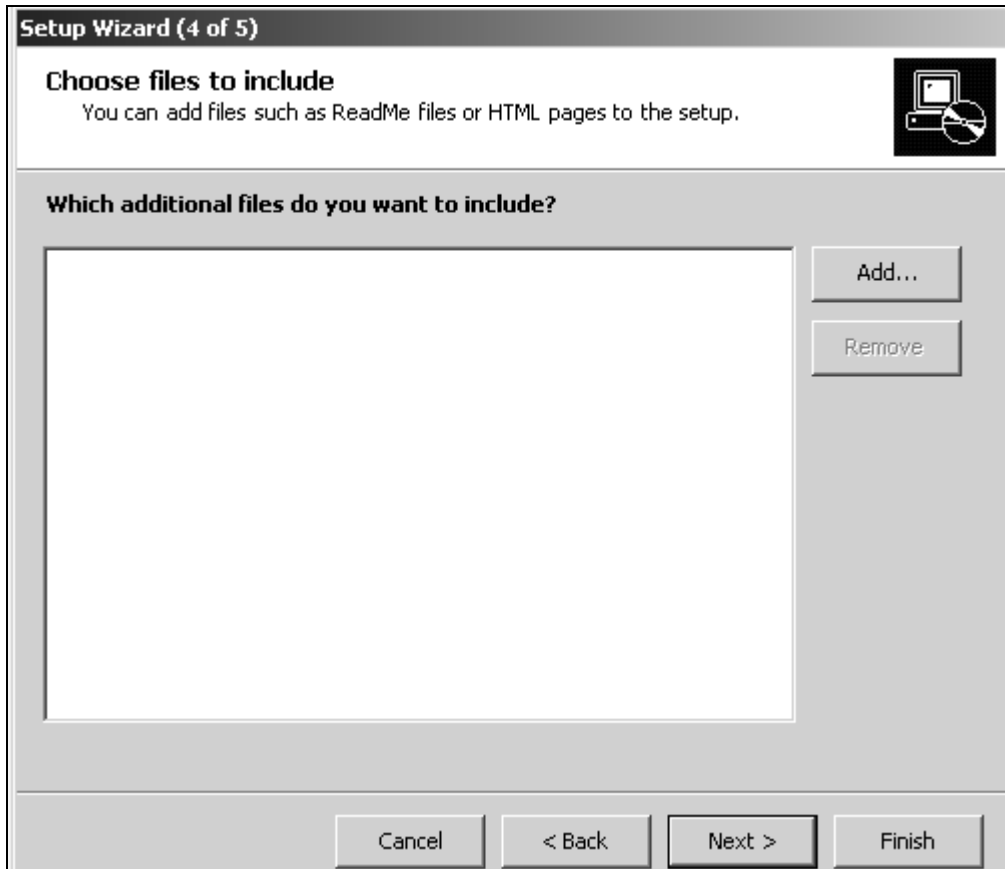 Setup Wizard (4 of 5)
Choose files to include
You can add files such as ReadMe files or HTML pages to the setup.
Which additional files do you want to include?
Add...
Remove
Cancel
< Back
Next >
Finish